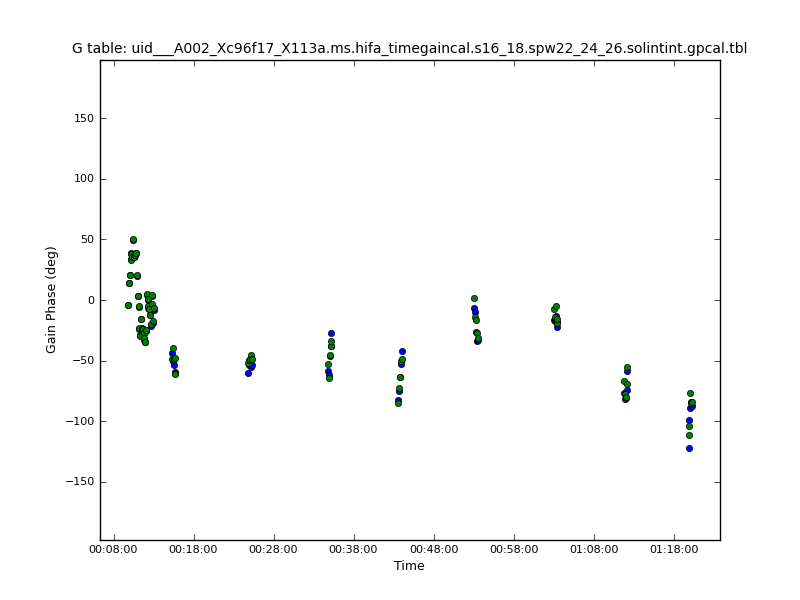 G table: uid___A002_Xc96f17_X113a.ms.hifa_timegaincal.s16_18.spw22_24_26.solintint.gpcal.tbl
Gain Phase (deg)
150
100
50
0
−50
−100
−150
00:08:00 00:18:00 00:28:00 00:38:00 00:48:00 00:58:00 01:08:00 01:18:00
Time